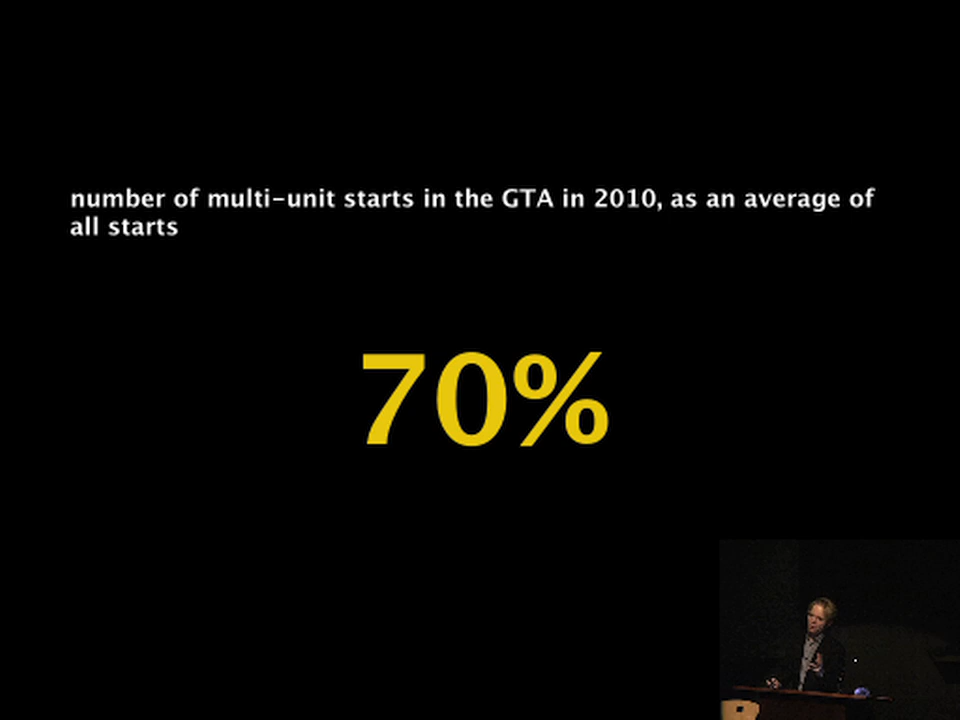 number of multi-unit starts in the GTA in 2010, as an average of
all starts
70%